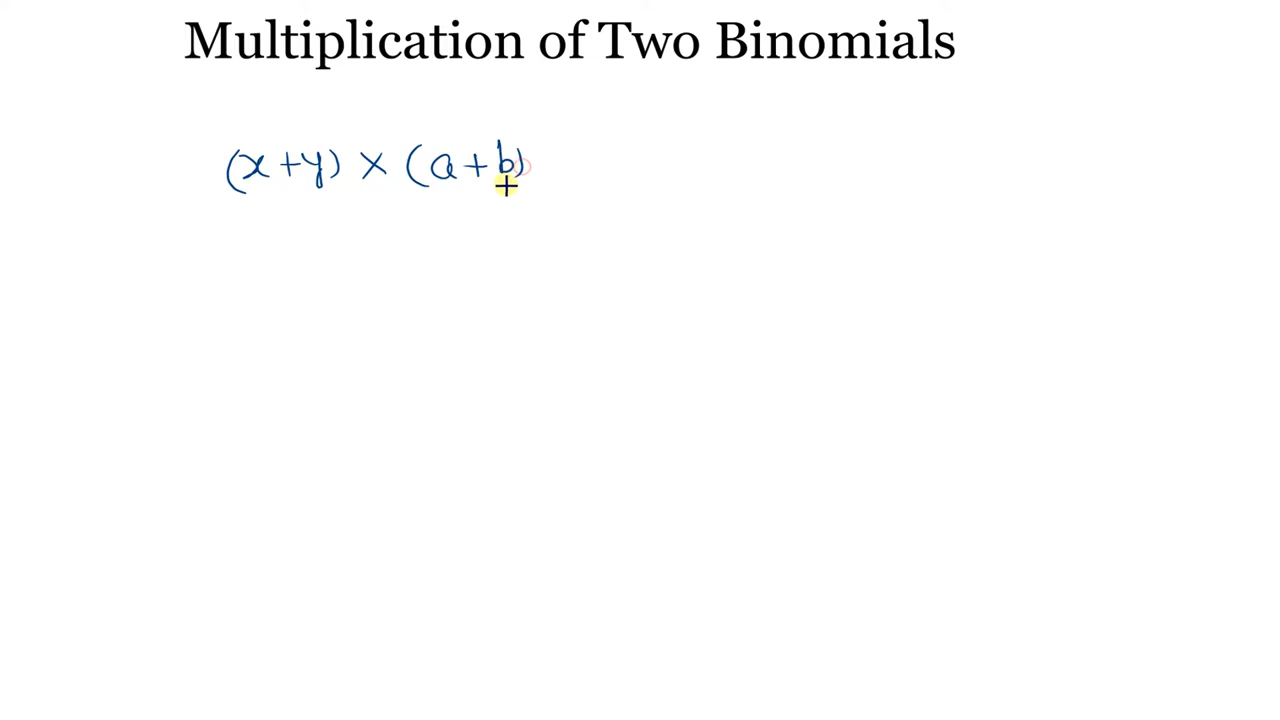 Multiplication of Two Binomials
(x+y) × (a+b)